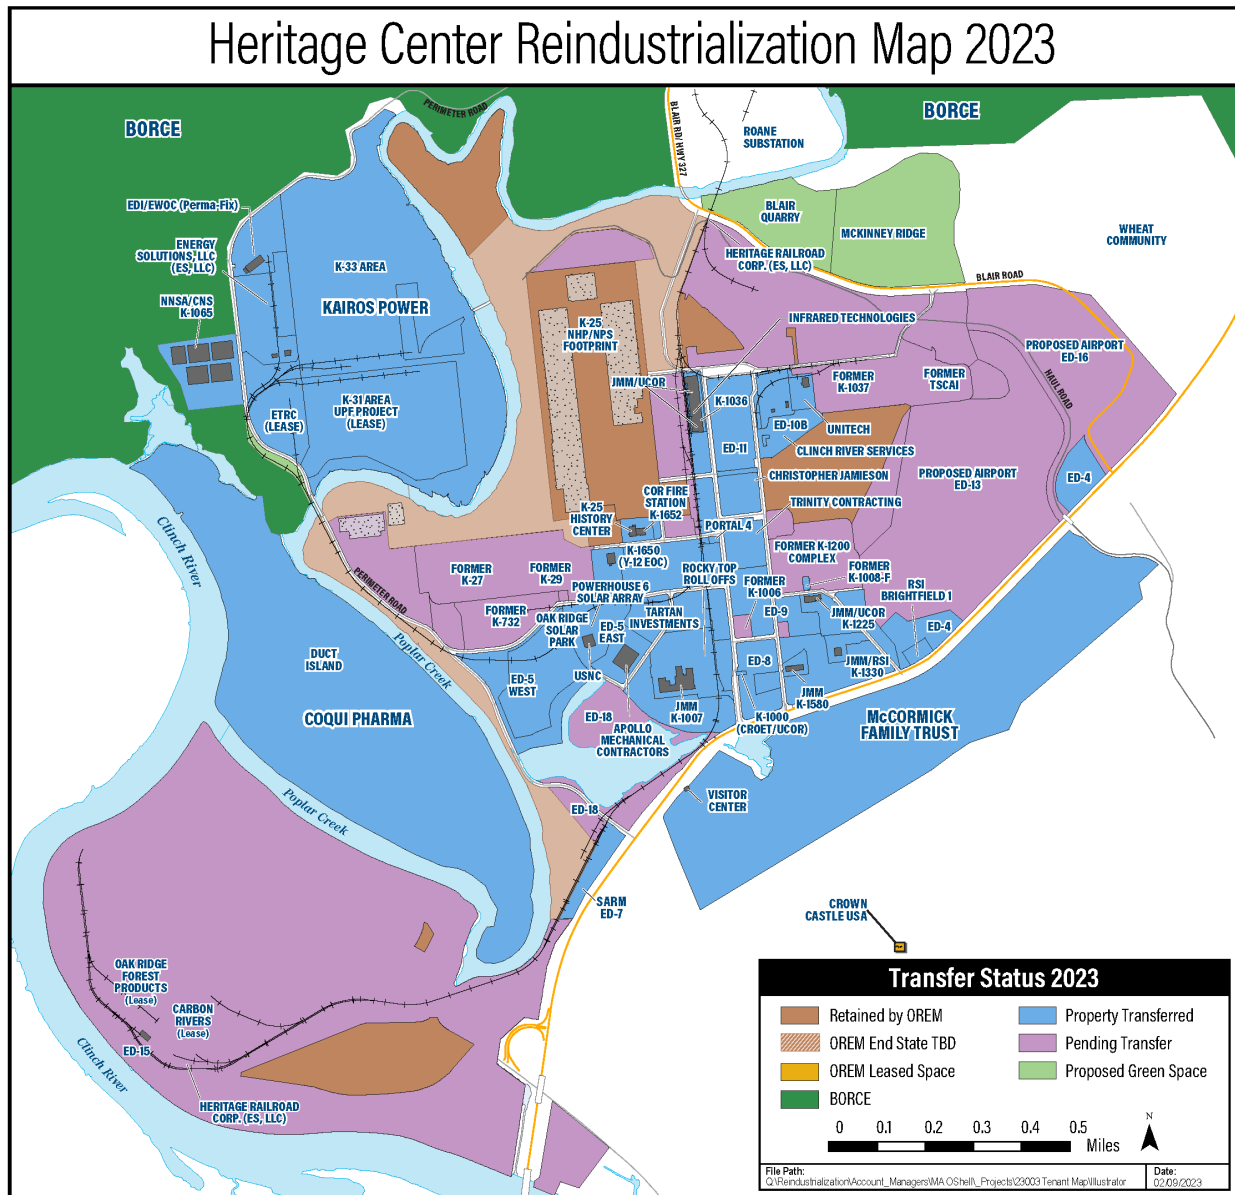 Heritage Center Reindustrialization Map 2023
BORCE
PERIMETER ROAD
BLAIR RD/HWY 327
ROANE
SUBSTATION
BORCE
EDI/EWOC (Perma-Fix)
ENERGY
SOLUTIONS, LLC
(ES, LLC)
NNSA/CNS
K-1065
K-33 AREA
KAIROS POWER
BLAIR
QUARRY
MCKINNEY RIDGE
WHEAT
COMMUNITY
HERITAGE RAILROAD
CORP. (ES, LLC)
BLAIR ROAD
K-25
NHP/NPS
FOOTPRINT
INFRARED TECHNOLOGIES
PROPOSED AIRPORT
ED-16
JMM/UCOR
K-1036
FORMER
K-1037
FORMER
TSCAI
HAUL ROAD
ETRC
(LEASE)
K-31 AREA
UPF PROJECT
(LEASE)
ED-10B
UNITECH
ED-11
CLINCH RIVER SERVICES
CHRISTOPHER JAMIESON
PROPOSED AIRPORT
ED-13
ED-4
COR FIRE
STATION
K-1652
K-25
HISTORY
CENTER
TRINITY CONTRACTING
PORTAL 4
Clinch River
K-1650
(Y-12 EOC)
FORMER K-1200
COMPLEX
FORMER
K-27
FORMER
K-29
ROCKY TOP
ROLL OFFS
FORMER
K-1008-F
PERIMETER ROAD
POWERHOUSE 6
SOLAR ARRAY
FORMER
K-1006
RSI
BRIGHTFIELD 1
FORMER
K-732
OAK RIDGE
SOLAR
PARK
ED-5
EAST
TARTAN
INVESTMENTS
ED-9
JMM/UCOR
K-1225
ED-4
DUCT
ISLAND
Poplar Creek
ED-5
WEST
USNC
ED-8
JMM/RSI
K-1330
JMM
K-1580
JMM
K-1007
COQUI PHARMA
ED-18
APOLLO
MECHANICAL
CONTRACTORS
K-1000
(CROET/UCOR)
McCORMICK
FAMILY TRUST
Poplar Creek
ED-18
VISITOR
CENTER
SARM
ED-7
CROWN
CASTLE USA
OAK RIDGE
FOREST
PRODUCTS
(Lease)
CARBON
RIVERS
(Lease)
ED-15
Clinch River
HERITAGE RAILROAD
CORP. (ES, LLC)
Transfer Status 2023
Retained by OREM
OREM End State TBD
OREM Leased Space
BORCE
Property Transferred
Pending Transfer
Proposed Green Space
0 0.1 0.2 0.3 0.4 0.5
Miles
N
File Path:
Q:\Reindustrialization\Account_Managers\MA OShell\_Projects\23003 Tenant Map\Illustrator
Date:
02/09/2023